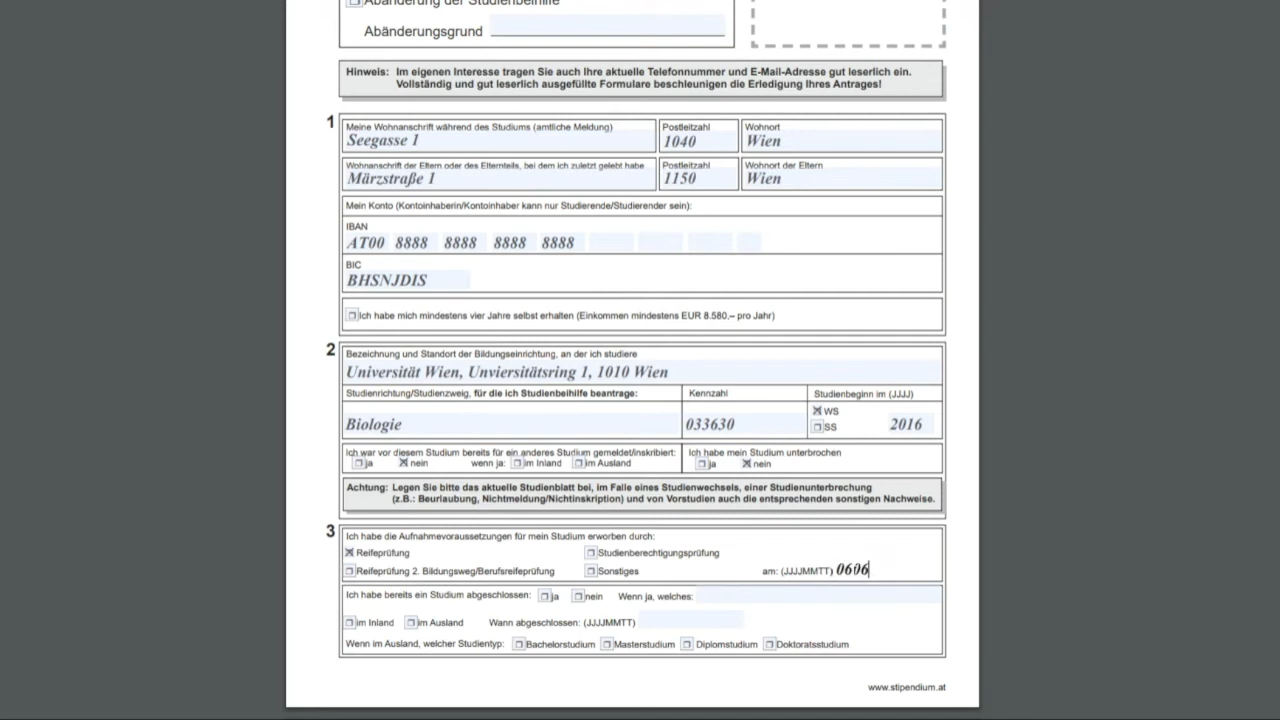 Abänderung der Studienbeihilfe
Abänderungsgrund
Hinweis: Im eigenen Interesse tragen Sie auch Ihre aktuelle Telefonnummer und E-Mail-Adresse gut leserlich ein.
Vollständig und gut leserlich ausgefüllte Formulare beschleunigen die Erledigung Ihres Antrages!
1
Meine Wohnanschrift während des Studiums (amtliche Meldung) Postleitzahl Wohnort
Seegasse 1 1040 Wien
Wohnanschrift der Eltern oder des Elternteils, bei dem ich zuletzt gelebt habe Postleitzahl Wohnort der Eltern
Märzstraße 1 1150 Wien
Mein Konto (Kontoinhaberin/Kontoinhaber kann nur Studierende/Studierender sein):
IBAN
AT00 8888 8888 8888 8888
BIC
BHSNJDIS
Ich habe mich mindestens vier Jahre selbst erhalten (Einkommen mindestens EUR 8.580,– pro Jahr)
2
Bezeichnung und Standort der Bildungseinrichtung, an der ich studiere
Universität Wien, Unviersitätsring 1, 1010 Wien
Studienrichtung/Studienzweig, für die ich Studienbeihilfe beantrage: Kennzahl Studienbeginn im (JJJJ)
WS
Biologie 033630 SS 2016
Ich war vor diesem Studium bereits für ein anderes Studium gemeldet/inskribiert: Ich habe mein Studium unterbrochen
ja nein wenn ja: im Inland im Ausland ja nein
Achtung: Legen Sie bitte das aktuelle Studienblatt bei, im Falle eines Studienwechsels, einer Studienunterbrechung
(z.B.: Beurlaubung, Nichtmeldung/Nichtinskription) und von Vorstudien auch die entsprechenden sonstigen Nachweise.
3
Ich habe die Aufnahmevoraussetzungen für mein Studium erworben durch:
Reifeprüfung Studienberechtigungsprüfung
Reifeprüfung 2. Bildungsweg/Berufsreifeprüfung Sonstiges am: (JJJJMMTT) 0606
Ich habe bereits ein Studium abgeschlossen: ja nein Wenn ja, welches:
im Inland im Ausland Wann abgeschlossen: (JJJJMMTT)
Wenn im Ausland, welcher Studientyp: Bachelorstudium Masterstudium Diplomstudium Doktoratsstudium
www.stipendium.at